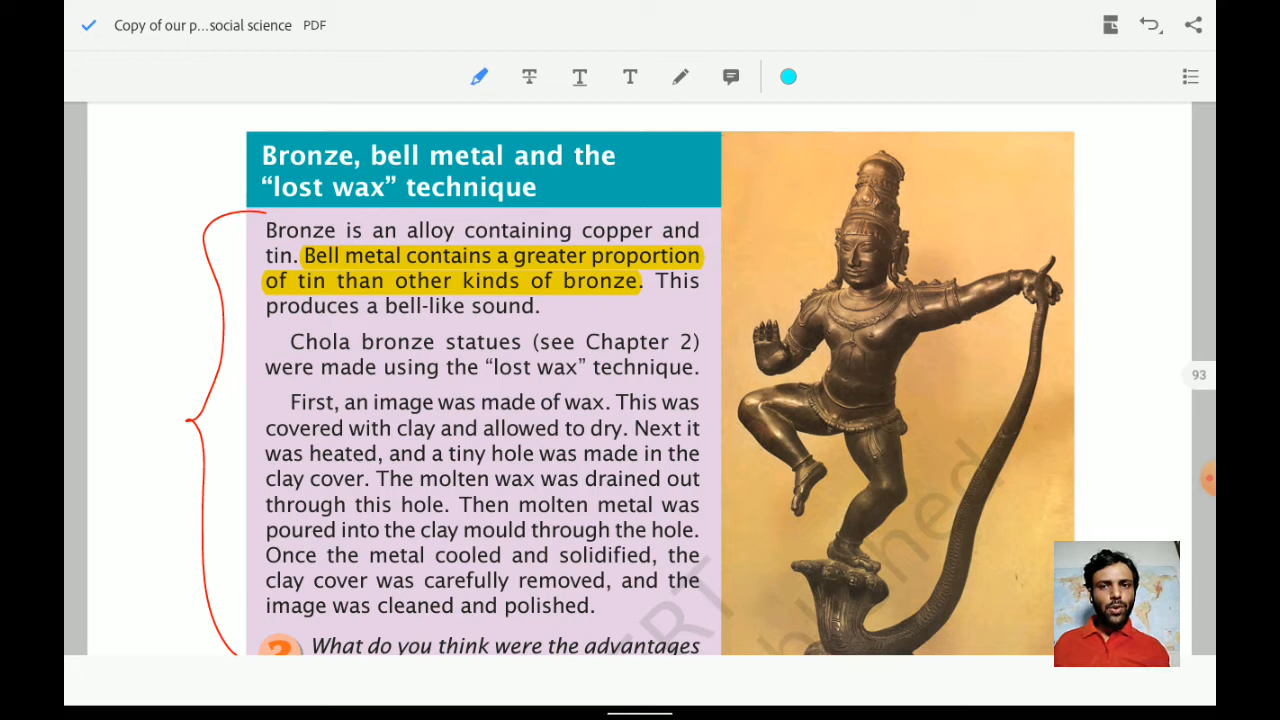 Copy of our p...social science PDF
Bronze, bell metal and the
“lost wax” technique
Bronze is an alloy containing copper and
tin. Bell metal contains a greater proportion
of tin than other kinds of bronze. This
produces a bell-like sound.
Chola bronze statues (see Chapter 2)
were made using the “lost wax” technique.
First, an image was made of wax. This was
covered with clay and allowed to dry. Next it
was heated, and a tiny hole was made in the
clay cover. The molten wax was drained out
through this hole. Then molten metal was
poured into the clay mould through the hole.
Once the metal cooled and solidified, the
clay cover was carefully removed, and the
image was cleaned and polished.
? What do you think were the advantages
93